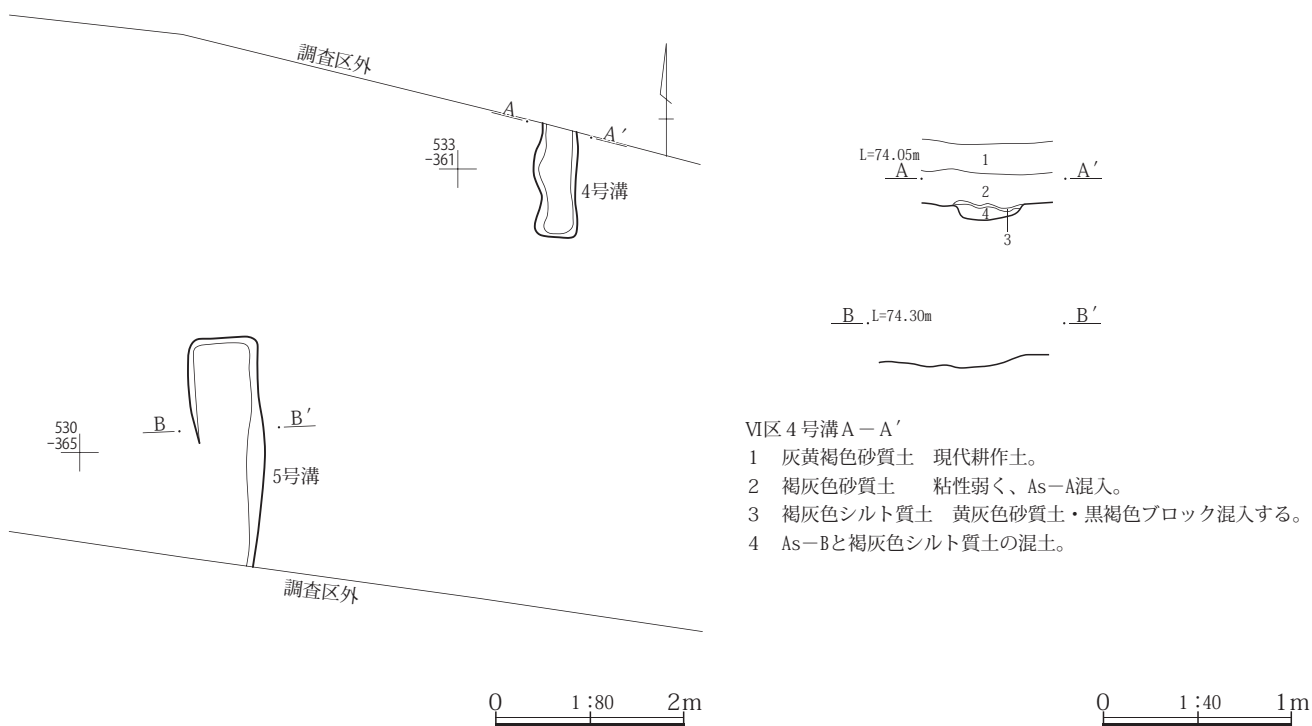 調査区外
A
A′
533
-361
4号溝
B
B′
530
-365
5号溝
調査区外
0 1:80 2m
L=74.05m
A
A′
1
2
4
3
B
L=74.30m
B′
Ⅵ区4号溝A－A′
1 灰黄褐色砂質土 現代耕作土。
2 褐灰色砂質土 粘性弱く、As－A混入。
3 褐灰色シルト質土 黄灰色砂質土・黒褐色ブロック混入する。
4 As－Bと褐灰色シルト質土の混土。
0 1:40 1m